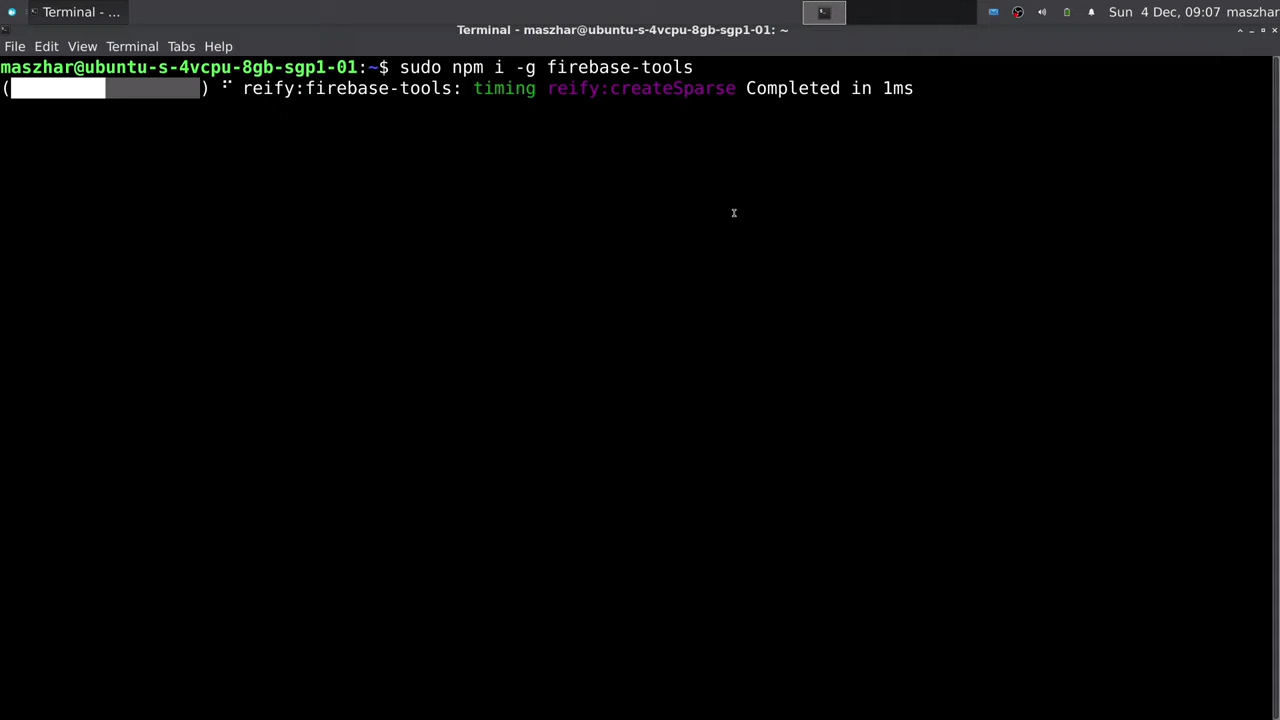 Terminal - ...
Sun 4 Dec, 09:07 maszhar
Terminal - maszhar@ubuntu-s-4vcpu-8gb-sgp1-01: ~
File Edit View Terminal Tabs Help
maszhar@ubuntu-s-4vcpu-8gb-sgp1-01:~$ sudo npm i -g firebase-tools
() ⠋ reify:firebase-tools: timing reify:createSparse Completed in 1ms